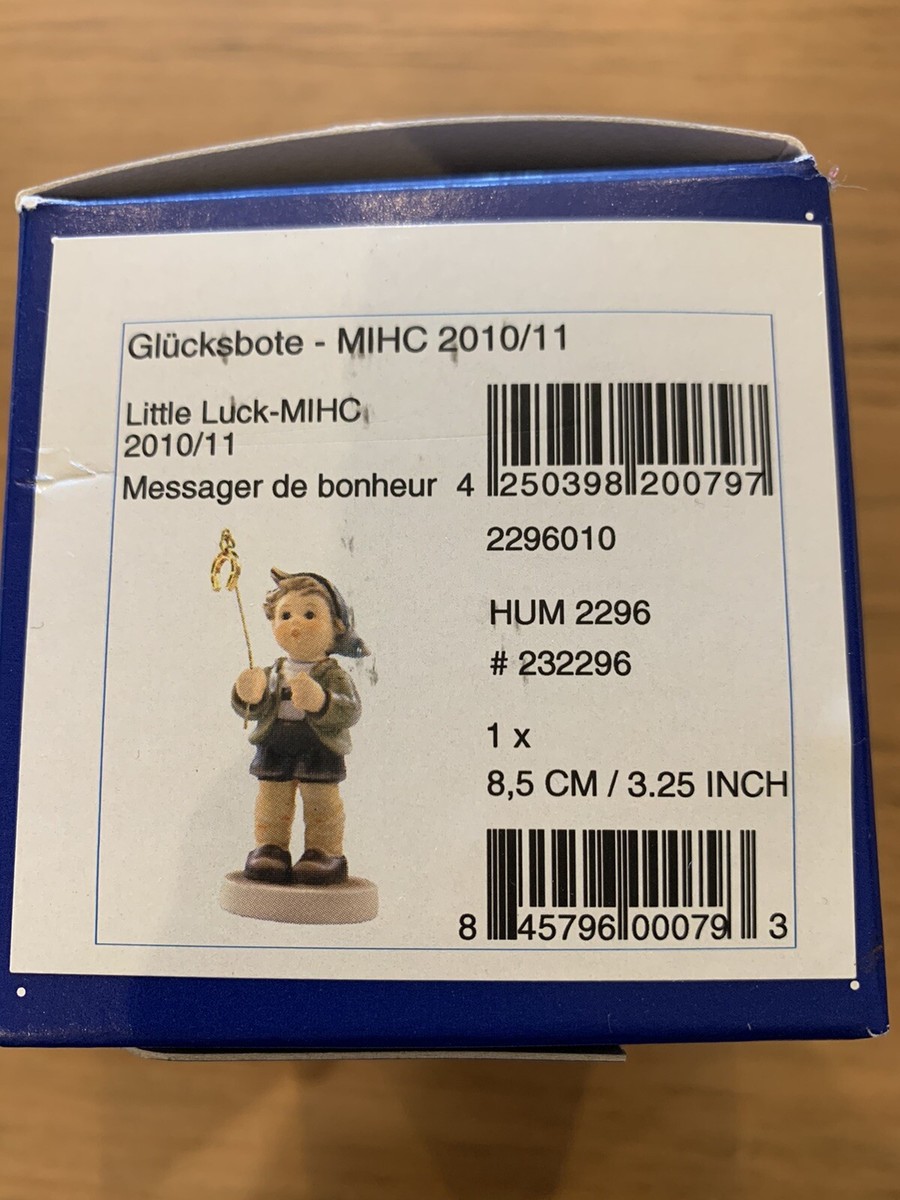 Glücksbote - MIHC 2010/11
Little Luck-MIHC
2010/11
Messager de bonheur
4 250398 200797
2296010
HUM 2296
# 232296
1 x
8,5 CM / 3.25 INCH
8 45796 00079 3